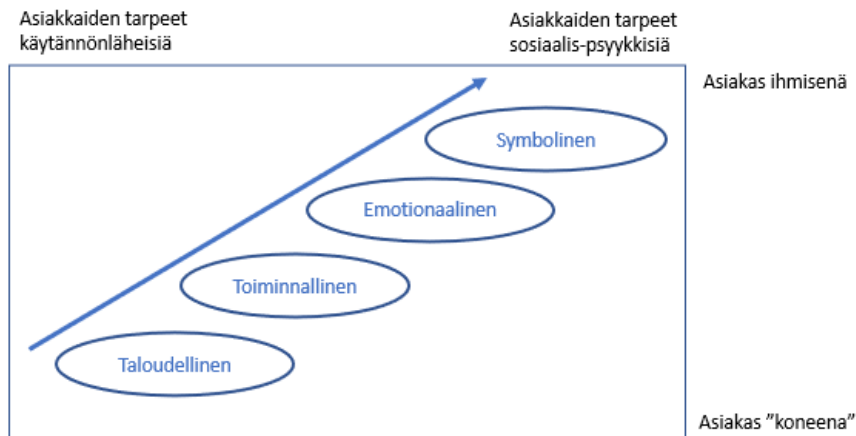 Asiakkaiden tarpeet
käytännönläheisiä
Asiakkaiden tarpeet
sosiaalis-psyykkisiä
Asiakas ihmisenä
Symbolinen
Emotionaalinen
Toiminnallinen
Taloudellinen
Asiakas ”koneena”